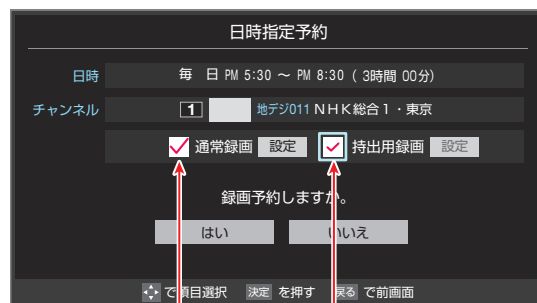 日時指定予約
日時 毎 日 PM 5:30 ～ PM 8:30 ( 3時間 00分)
チャンネル 1 地デジ011 NHK総合1・東京
通常録画 設定 持出用録画 設定
録画予約しますか。
はい いいえ
で項目選択 決定 を押す 戻る で前画面